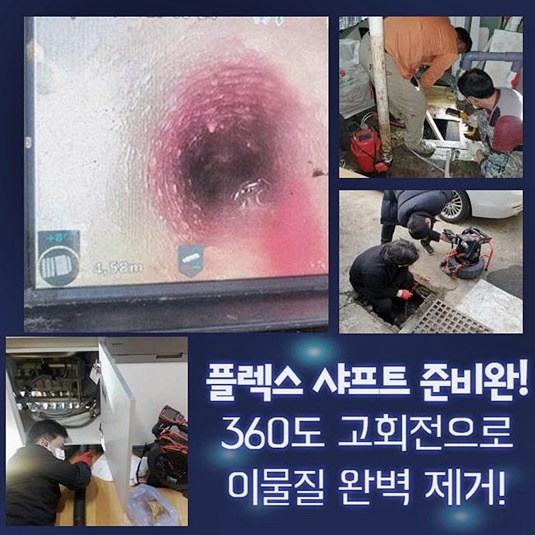 +8°
4.58m
플렉스 샤프트 준비완!
360도 고회전으로
이물질 완벽 제거!